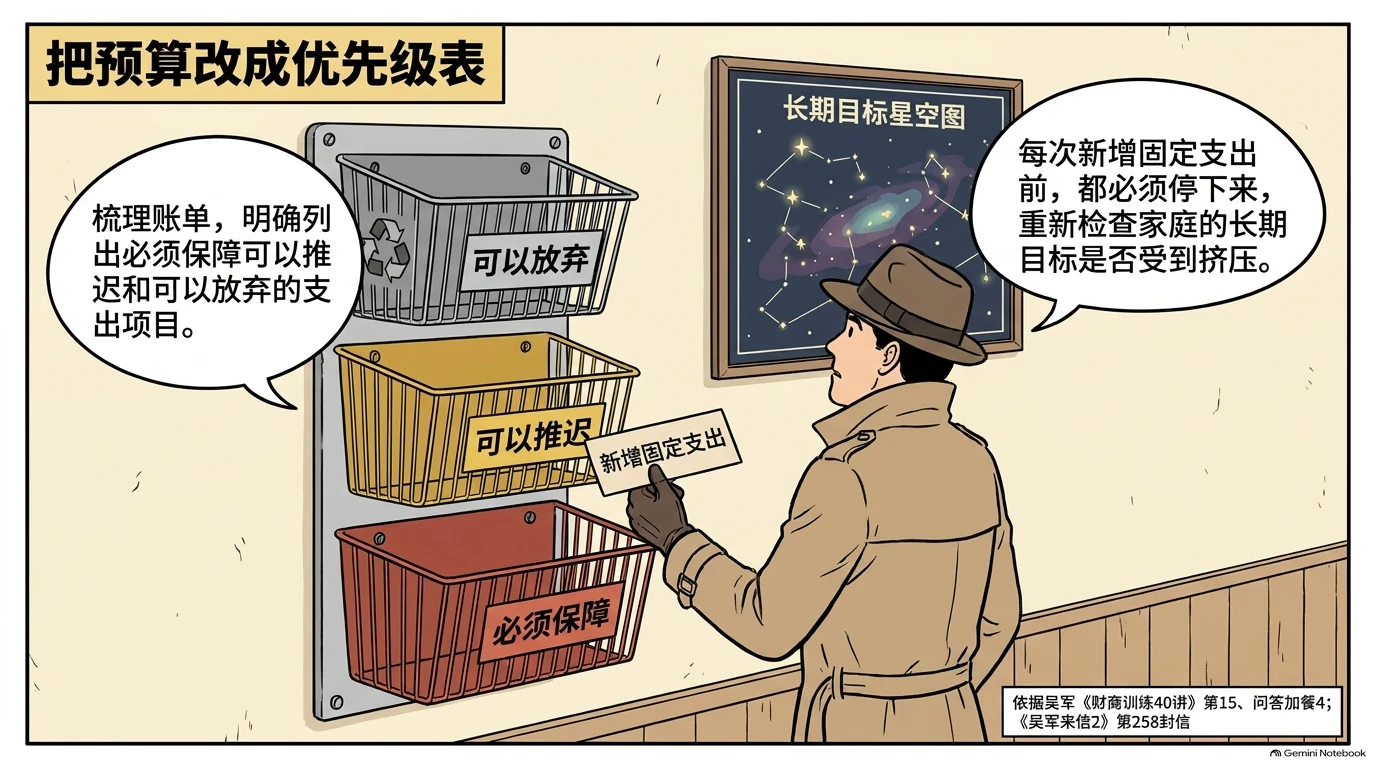 把预算改成优先级表
梳理账单，明确列
出必须保障可以推
迟和可以放弃的支
出项目。
可以放弃
可以推迟
必须保障
新增固定支出
长期目标星空图
每次新增固定支出
前，都必须停下来，
重新检查家庭的长期
目标是否受到挤压。
依据吴军《财商训练40讲》第15、问答加餐4；
《吴军来信2》第258封信
Gemini Notebook